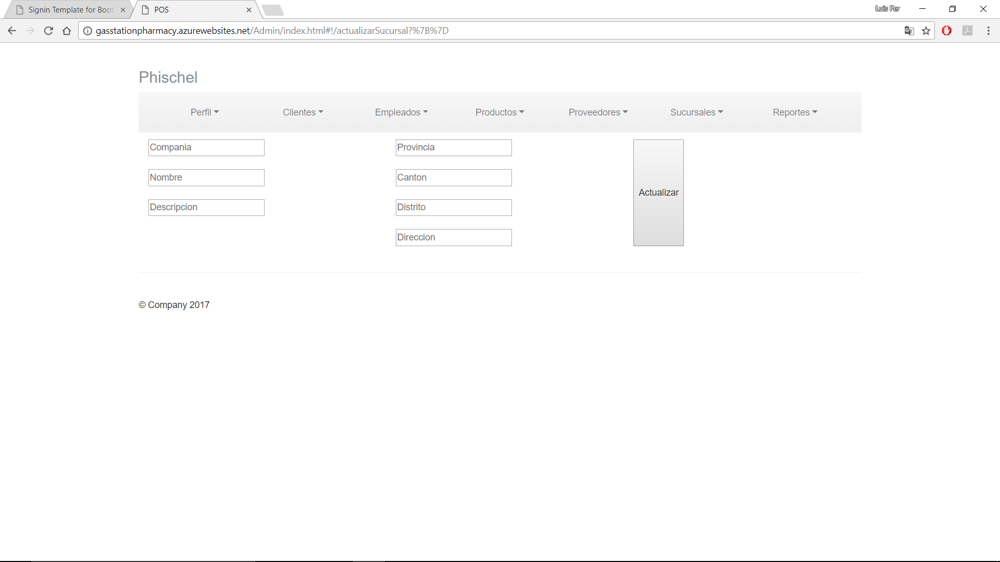 Signin Template for Boot
POS
Luis Fer
gasstationpharmacy.azurewebsites.net/Admin/index.html#!/actualizarSucursal?%7B%7D
Phischel
Perfil Clientes Empleados Productos Proveedores Sucursales Reportes
Compania
Nombre
Descripcion
Provincia
Canton
Distrito
Direccion
Actualizar
© Company 2017